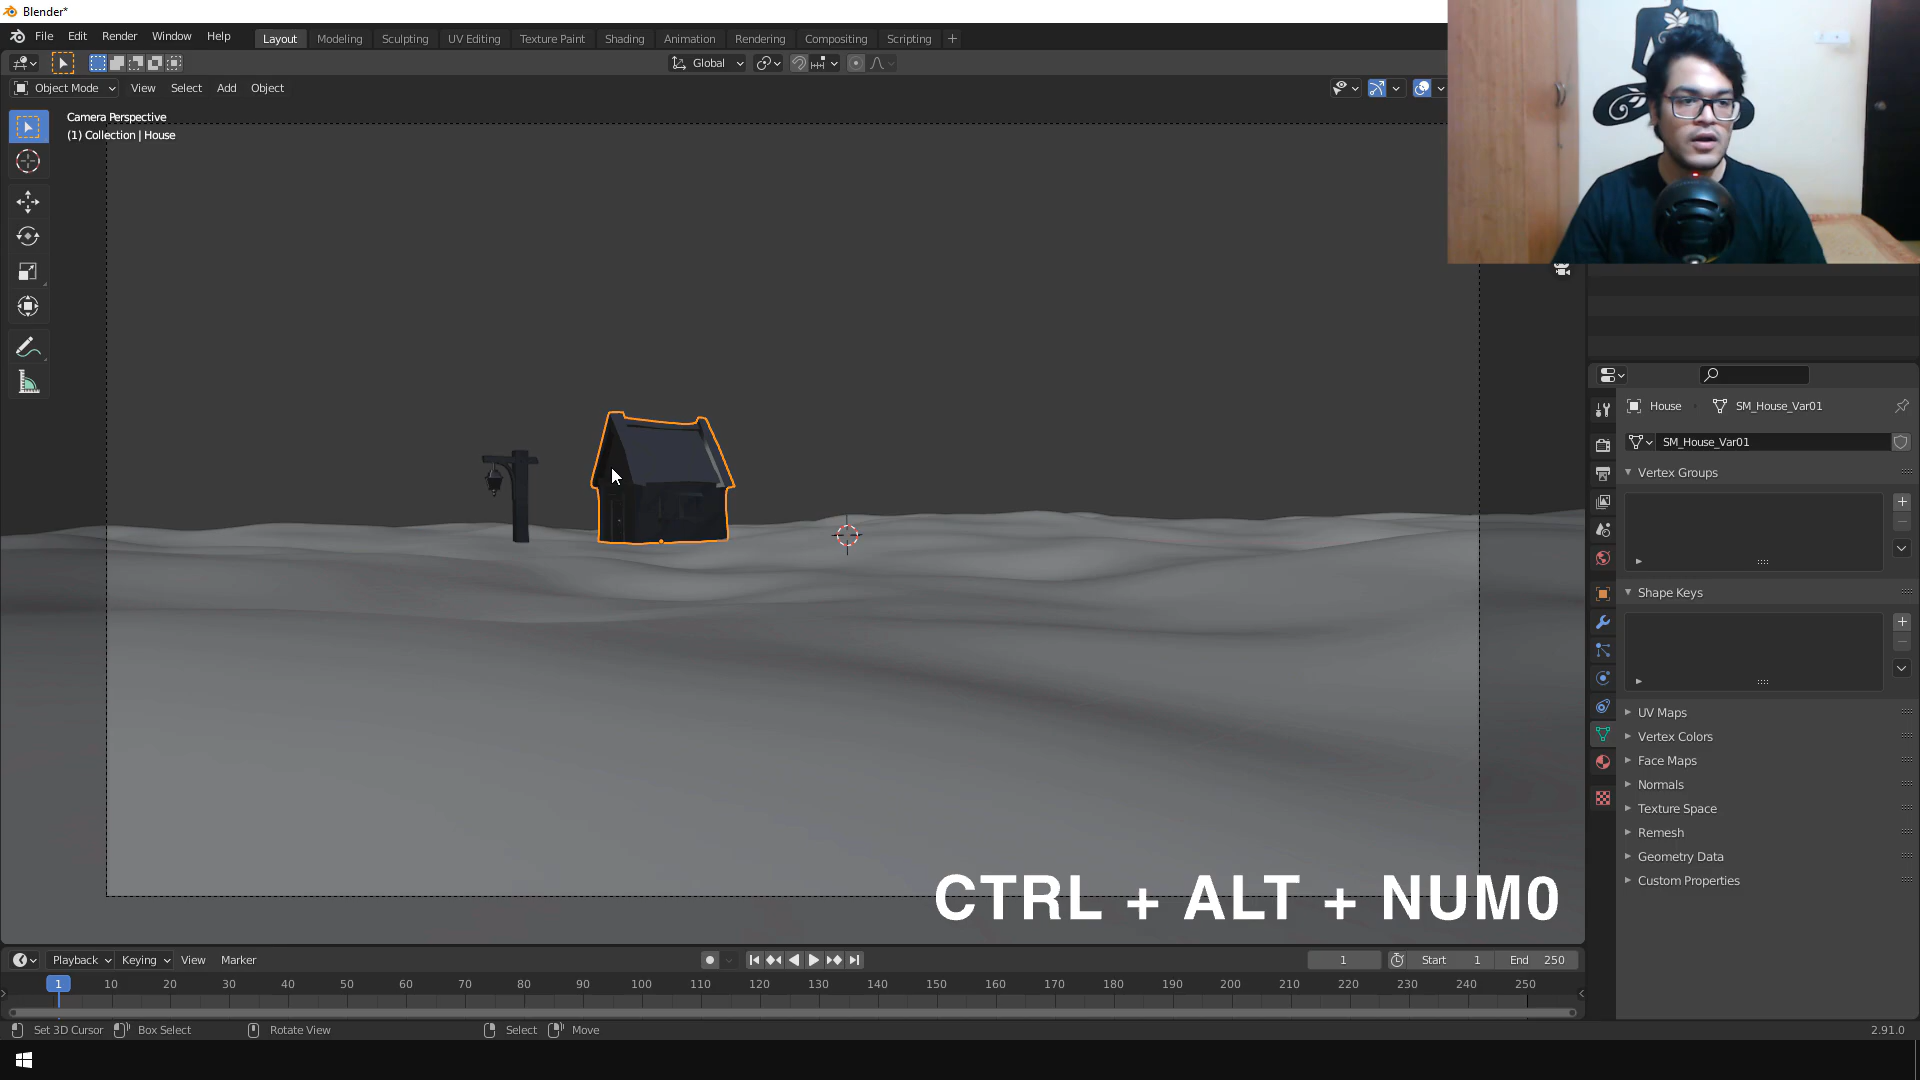 Blender*
File Edit Render Window Help
Layout Modeling Sculpting UV Editing Texture Paint Shading Animation Rendering Compositing Scripting +
Global
Object Mode View Select Add Object
Camera Perspective
(1) Collection | House
House SM_House_Var01
SM_House_Var01
Vertex Groups
Shape Keys
UV Maps
Vertex Colors
Face Maps
Normals
Texture Space
Remesh
Geometry Data
Custom Properties
CTRL + ALT + NUM0
Playback Keying View Marker
1 Start 1 End 250
1 10 20 30 40 50 60 70 80 90 100 110 120 130 140 150 160 170 180 190 200 210 220 230 240 250
Set 3D Cursor Box Select Rotate View Select Move
2.91.0